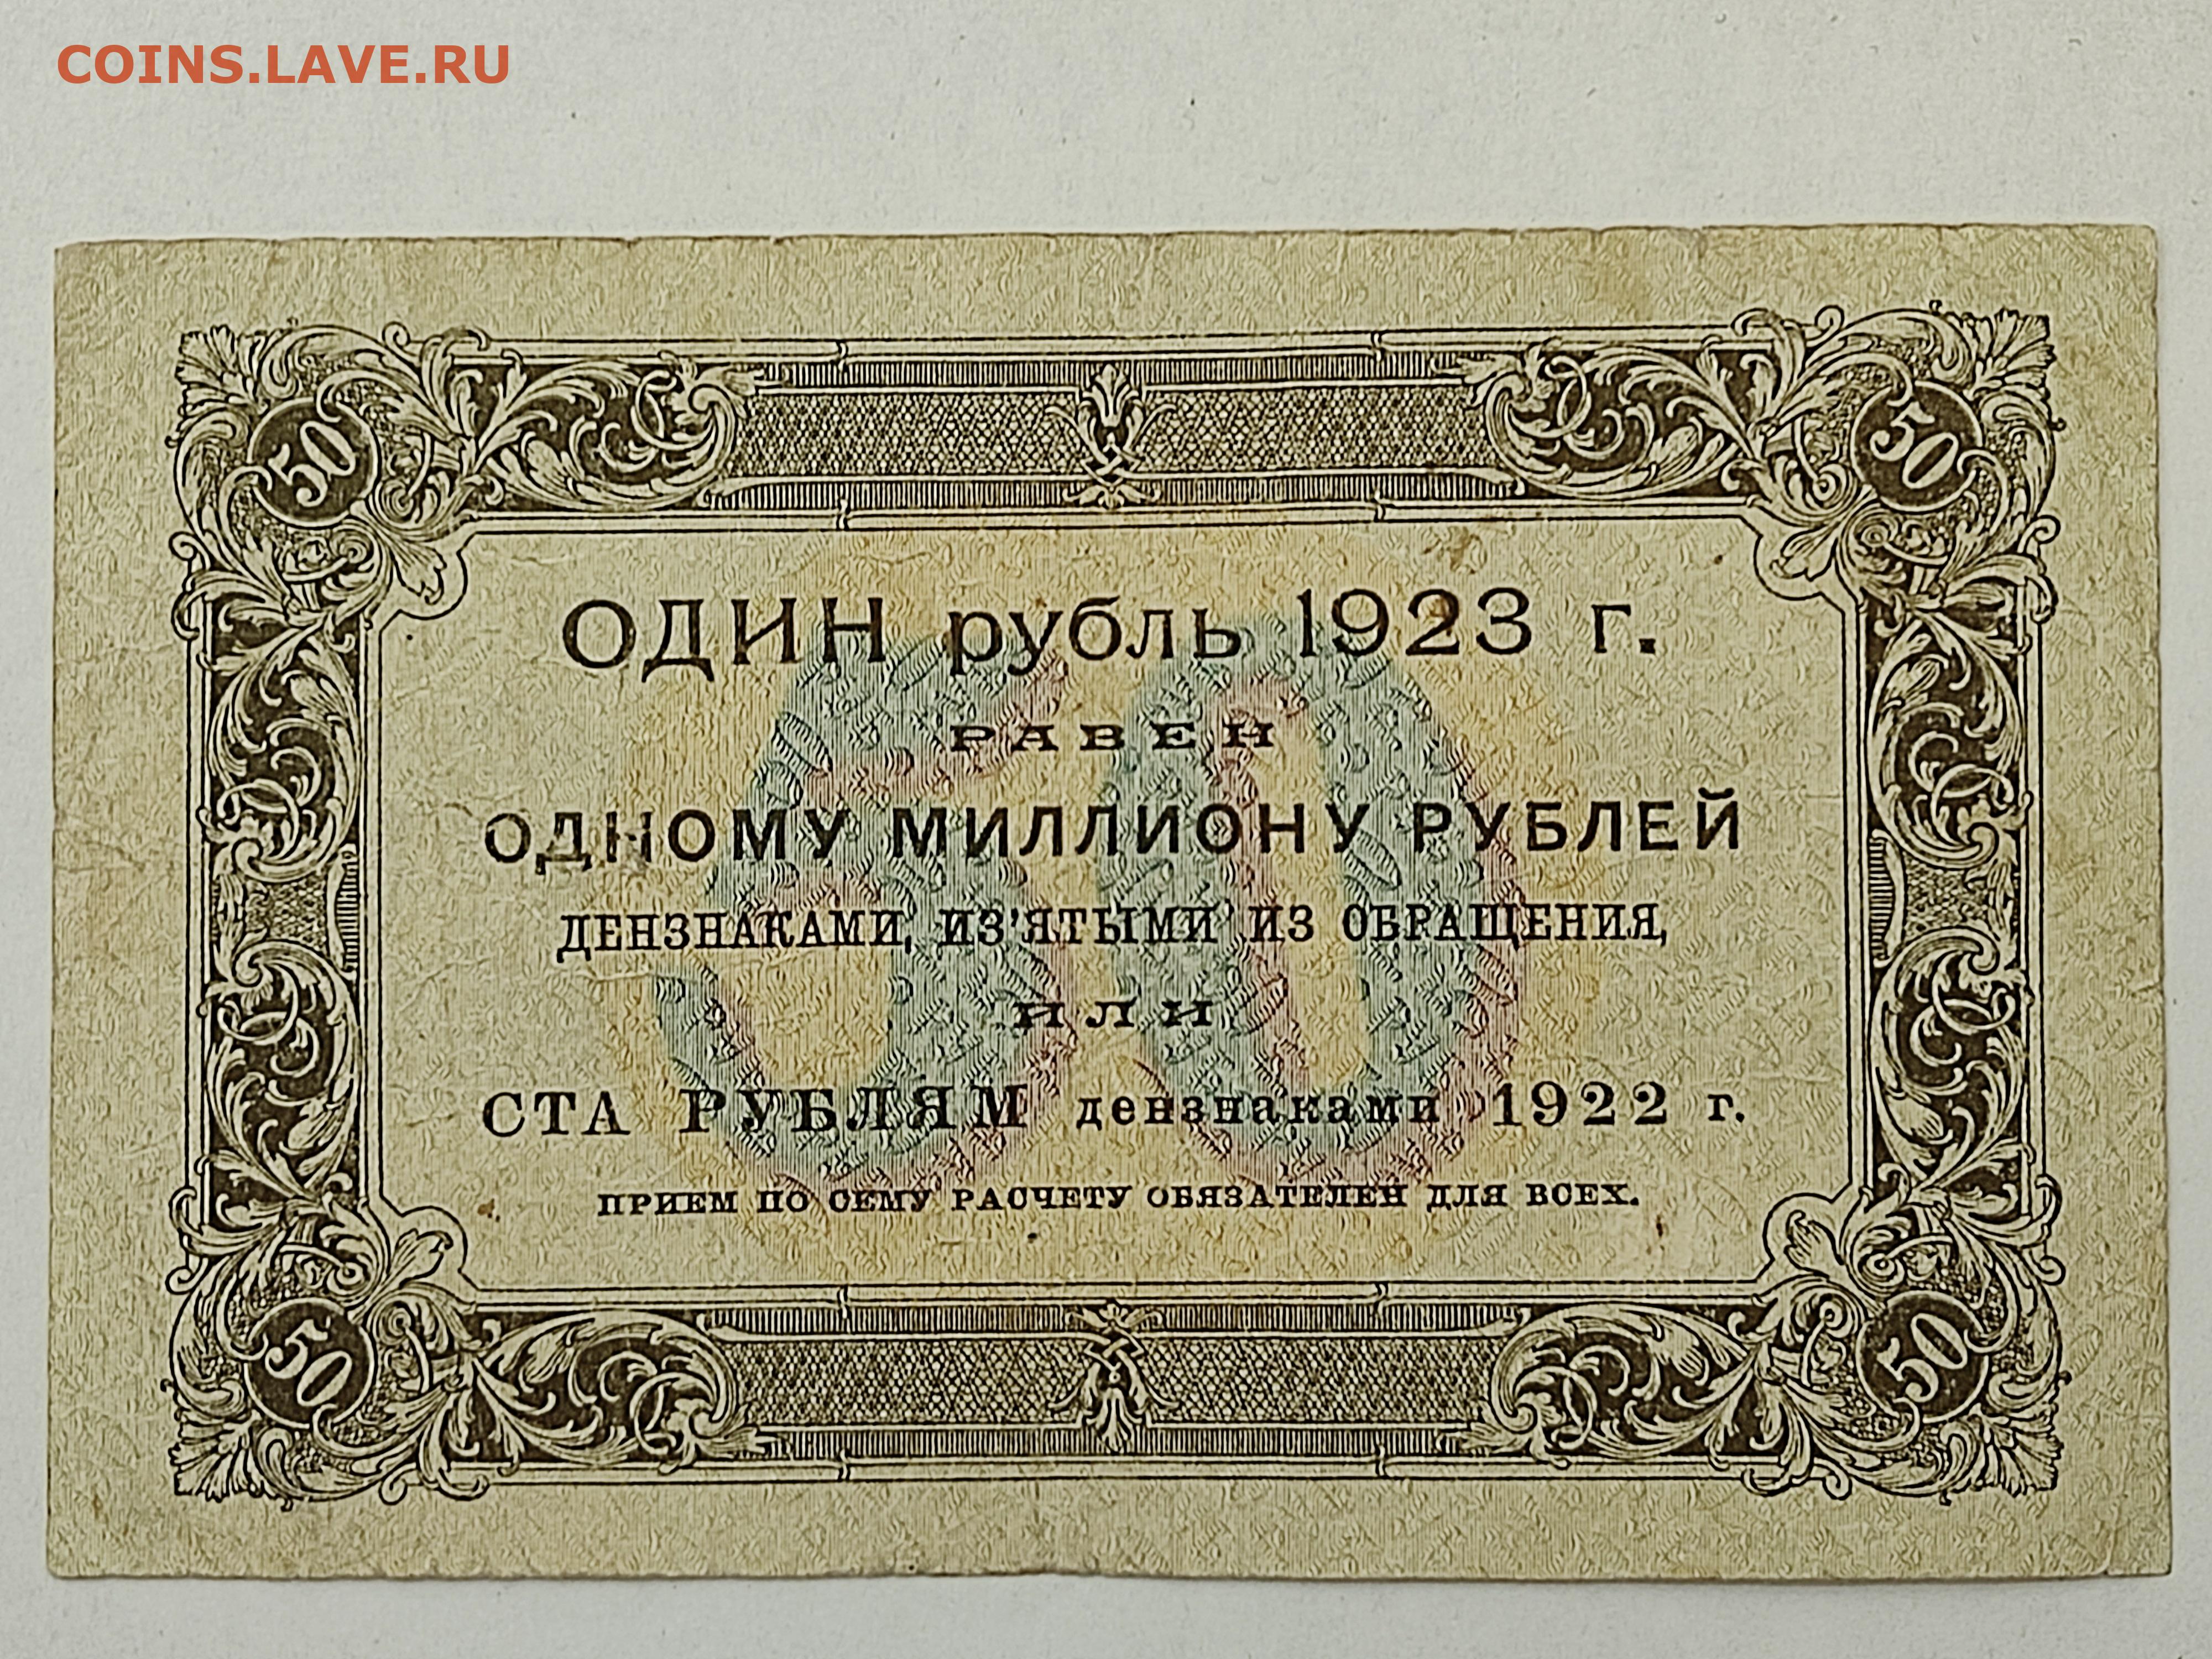 COINS.LAVE.RU
50 50
ОДИН рубль 1923 г.
РАВЕН
ОДНОМУ МИЛЛИОНУ РУБЛЕЙ
ДЕНЗНАКАМИ, ИЗ'ЯТЫМИ ИЗ ОБРАЩЕНИЯ,
ИЛИ
СТА РУБЛЯМ дензнаками 1922 г.
ПРИЕМ ПО СЕМУ РАСЧЕТУ ОБЯЗАТЕЛЕН ДЛЯ ВСЕХ.
50
50 50